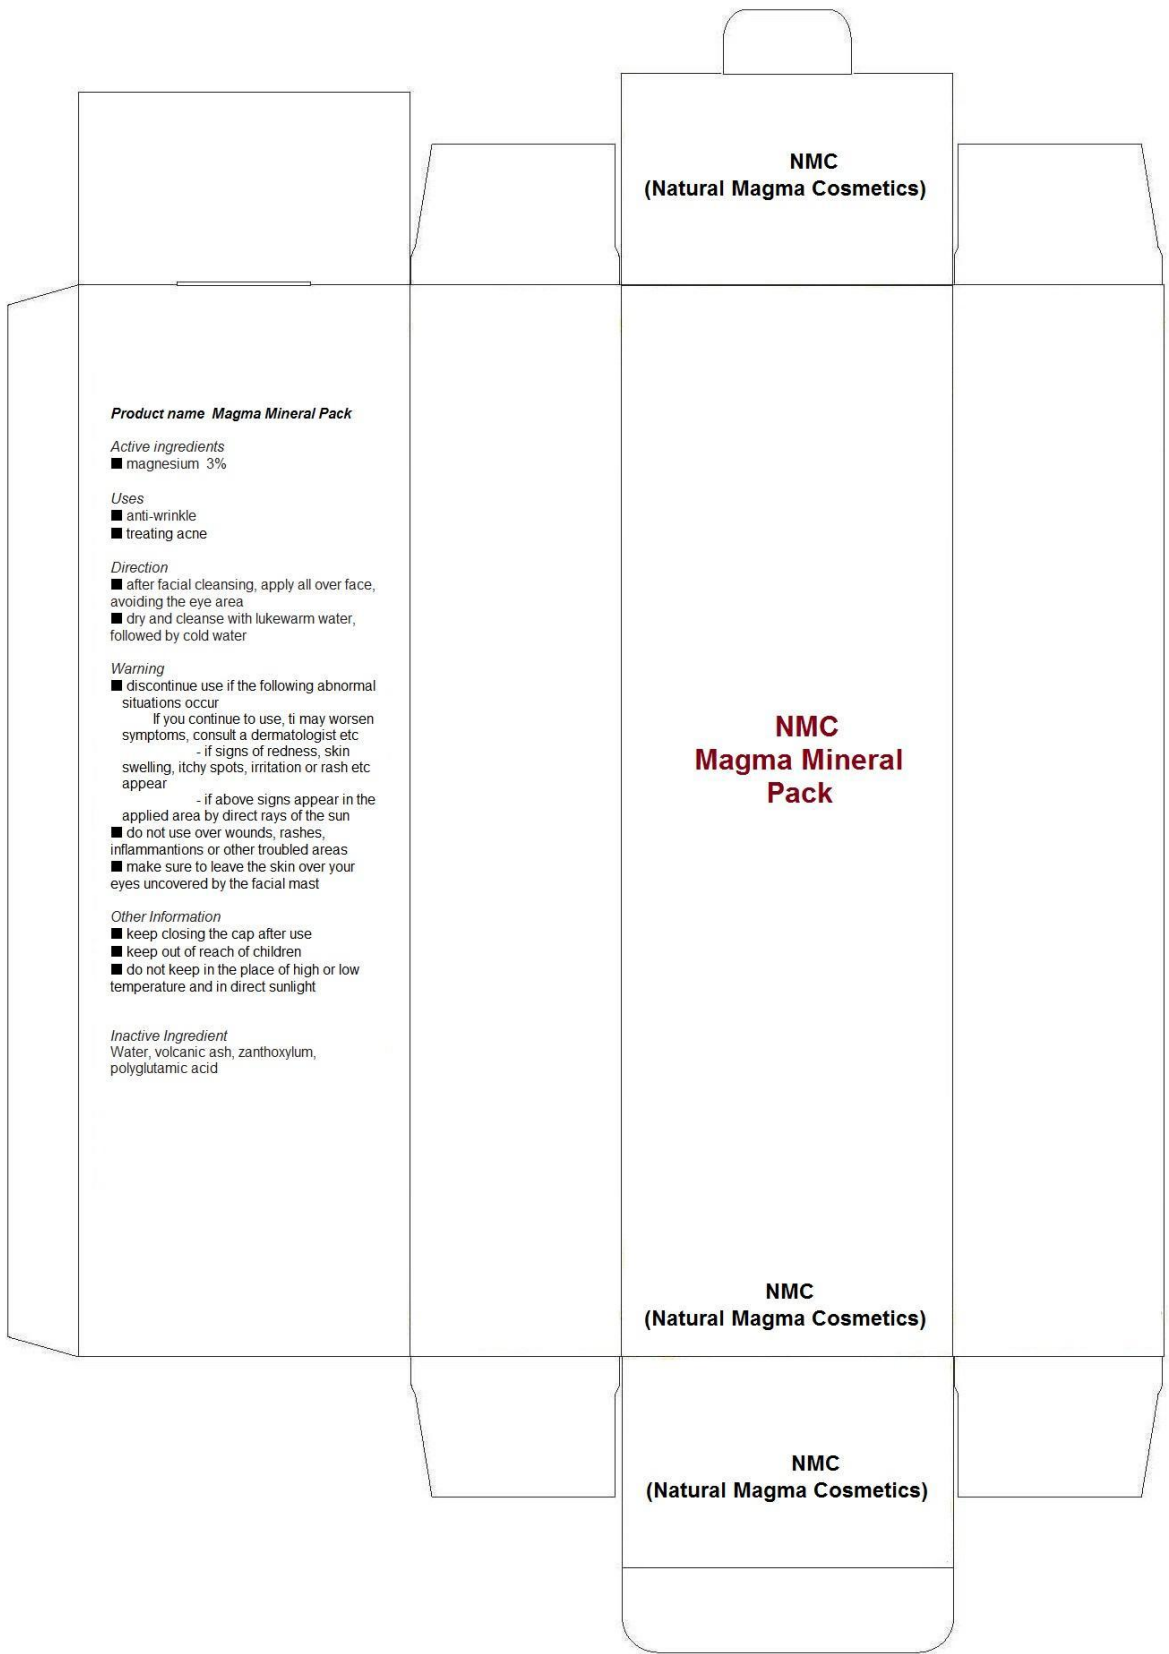 NMC
(Natural Magma Cosmetics)
Product name  Magma Mineral Pack
Active ingredients
■ magnesium  3%
Uses
■ anti-wrinkle
■ treating acne
Direction
■ after facial cleansing, apply all over face,
avoiding the eye area
■ dry and cleanse with lukewarm water,
followed by cold water
Warning
■ discontinue use if the following abnormal
situations occur
If you continue to use, ti may worsen
symptoms, consult a dermatologist etc
- if signs of redness, skin
swelling, itchy spots, irritation or rash etc
appear
- if above signs appear in the
applied area by direct rays of the sun
■ do not use over wounds, rashes,
inflammantions or other troubled areas
■ make sure to leave the skin over your
eyes uncovered by the facial mast
Other Information
■ keep closing the cap after use
■ keep out of reach of children
■ do not keep in the place of high or low
temperature and in direct sunlight
Inactive Ingredient
Water, volcanic ash, zanthoxylum,
polyglutamic acid
NMC
Magma Mineral
Pack
NMC
(Natural Magma Cosmetics)
NMC
(Natural Magma Cosmetics)